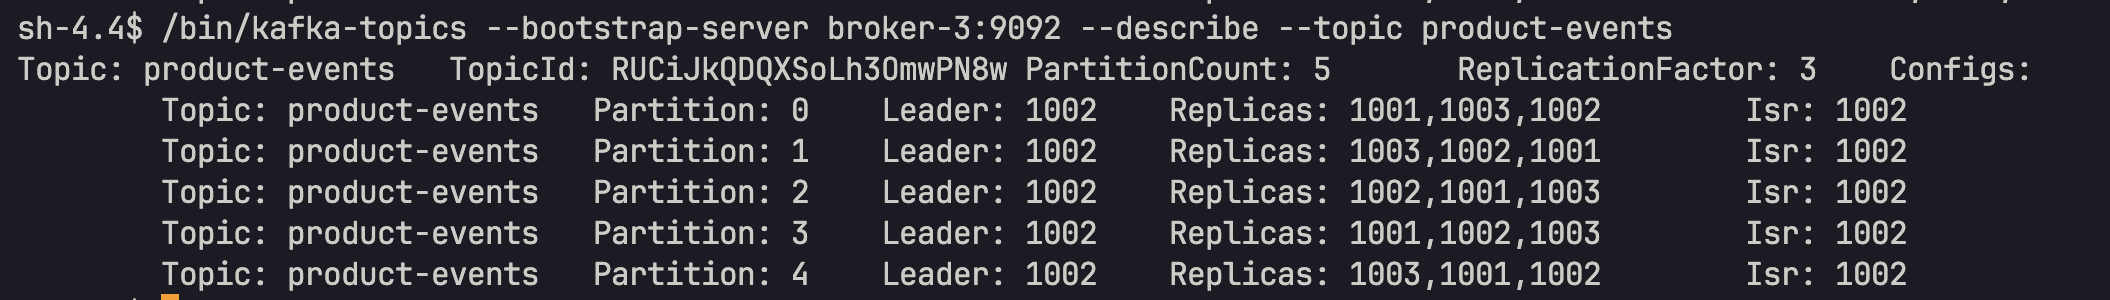 sh-4.4$ /bin/kafka-topics --bootstrap-server broker-3:9092 --describe --topic product-events
Topic: product-events TopicId: RUCiJkQDQXSoLh3OmwPN8w PartitionCount: 5 ReplicationFactor: 3 Configs:
Topic: product-events Partition: 0 Leader: 1002 Replicas: 1001,1003,1002 Isr: 1002
Topic: product-events Partition: 1 Leader: 1002 Replicas: 1003,1002,1001 Isr: 1002
Topic: product-events Partition: 2 Leader: 1002 Replicas: 1002,1001,1003 Isr: 1002
Topic: product-events Partition: 3 Leader: 1002 Replicas: 1001,1002,1003 Isr: 1002
Topic: product-events Partition: 4 Leader: 1002 Replicas: 1003,1001,1002 Isr: 1002